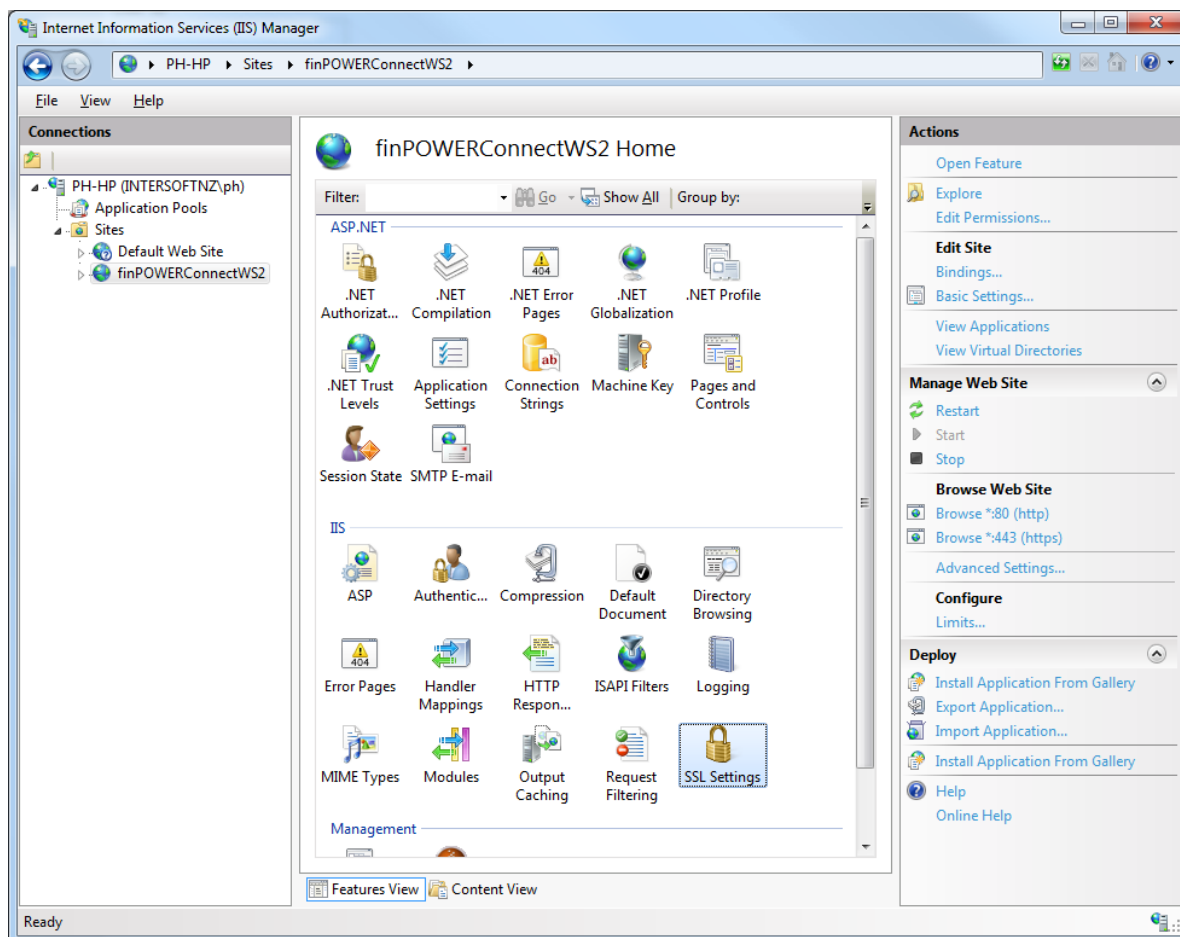 Internet Information Services (IIS) Manager
PH-HP Sites finPOWERConnectWS2
File View Help
Connections
PH-HP (INTERSOFTNZ\ph)
Application Pools
Sites
Default Web Site
finPOWERConnectWS2
finPOWERConnectWS2 Home
Filter: Go Show All Group by:
ASP.NET
.NET Authorizat...
.NET Compilation
.NET Error Pages
.NET Globalization
.NET Profile
.NET Trust Levels
Application Settings
Connection Strings
Machine Key
Pages and Controls
Session State
SMTP E-mail
IIS
ASP
Authentic...
Compression
Default Document
Directory Browsing
Error Pages
Handler Mappings
HTTP Respon...
ISAPI Filters
Logging
MIME Types
Modules
Output Caching
Request Filtering
SSL Settings
Management
Features View Content View
Actions
Open Feature
Explore
Edit Permissions...
Edit Site
Bindings...
Basic Settings...
View Applications
View Virtual Directories
Manage Web Site
Restart
Start
Stop
Browse Web Site
Browse *:80 (http)
Browse *:443 (https)
Advanced Settings...
Configure
Limits...
Deploy
Install Application From Gallery
Export Application...
Import Application...
Install Application From Gallery
Help
Online Help
Ready